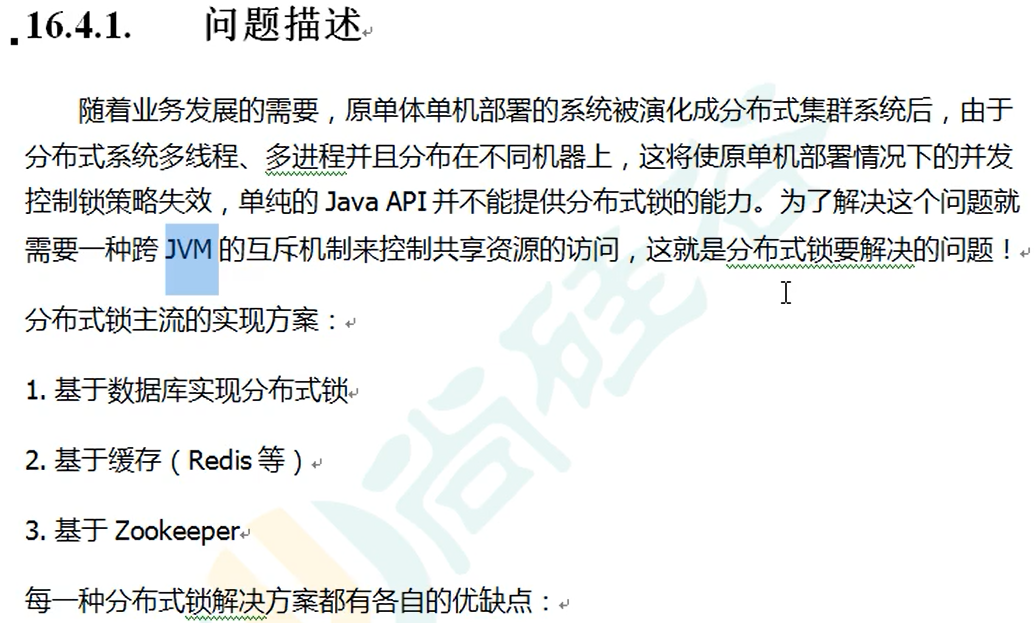 16.4.1. 问题描述
随着业务发展的需要，原单体单机部署的系统被演化成分布式集群系统后，由于
分布式系统多线程、多进程并且分布在不同机器上，这将使原单机部署情况下的并发
控制锁策略失效，单纯的 Java API 并不能提供分布式锁的能力。为了解决这个问题就
需要一种跨 JVM 的互斥机制来控制共享资源的访问，这就是分布式锁要解决的问题！
分布式锁主流的实现方案：
1. 基于数据库实现分布式锁
2. 基于缓存（Redis 等）
3. 基于 Zookeeper
每一种分布式锁解决方案都有各自的优缺点：
尚硅谷